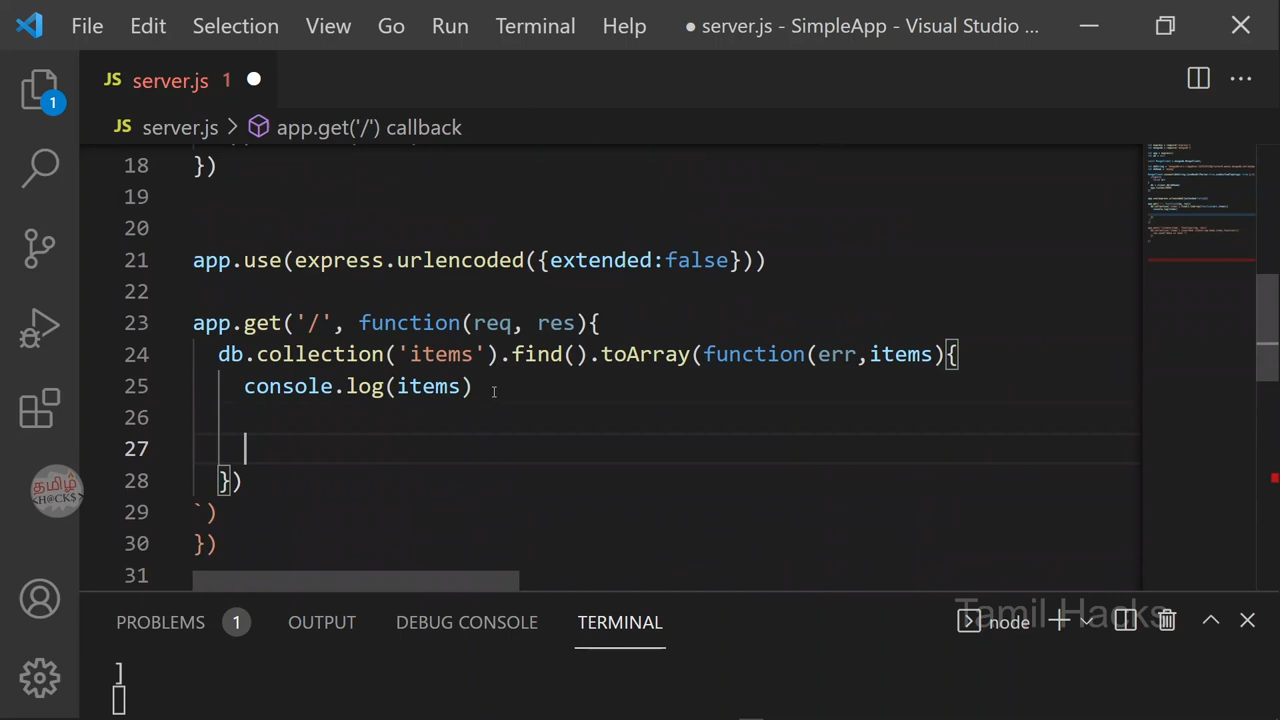 File Edit Selection View Go Run Terminal Help ● server.js - SimpleApp - Visual Studio ...
JS server.js 1
1
JS server.js > app.get('/') callback
18 })
19
20
21 app.use(express.urlencoded({extended:false}))
22
23 app.get('/', function(req, res){
24 db.collection('items').find().toArray(function(err,items){
25 console.log(items)
26
27
28 })
29 `)
30 })
31
தமிழ்
<H@CK$>
PROBLEMS 1 OUTPUT DEBUG CONSOLE TERMINAL node
Tamil Hacks
]